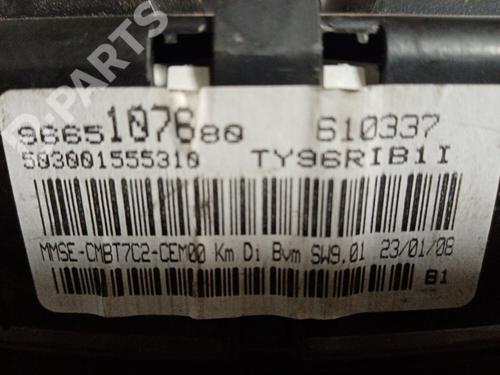 B-PARTS
9665107680 610337
503001555310 TY96RIB1I
MMSE-CMBT7C2-CEM00 Km Di Bvm SW9.01 23/01/08
B1